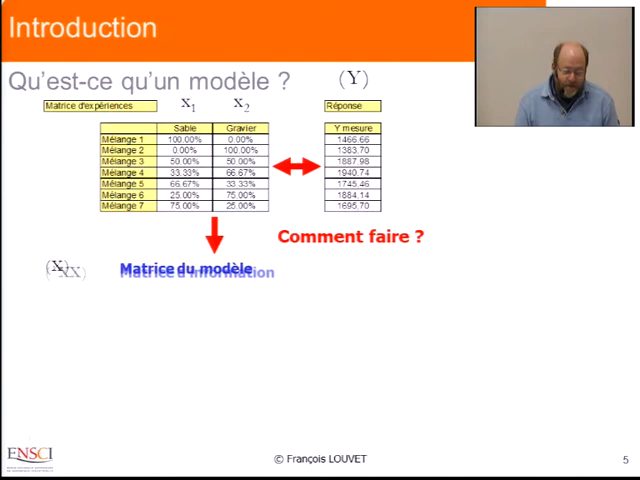 Introduction
Qu'est-ce qu'un modèle ?
(Y)
Matrice d'expériences
x1
x2
Réponse
Sable Gravier Y mesure
Mélange 1 100.00% 0.00% 1466.66
Mélange 2 0.00% 100.00% 1383.70
Mélange 3 50.00% 50.00% 1887.98
Mélange 4 33.33% 66.67% 1940.74
Mélange 5 66.67% 33.33% 1745.46
Mélange 6 25.00% 75.00% 1884.14
Mélange 7 75.00% 25.00% 1695.70
Comment faire ?
(X) Matrice du modèle
Matrice d'information
ENSCI
© François LOUVET
5